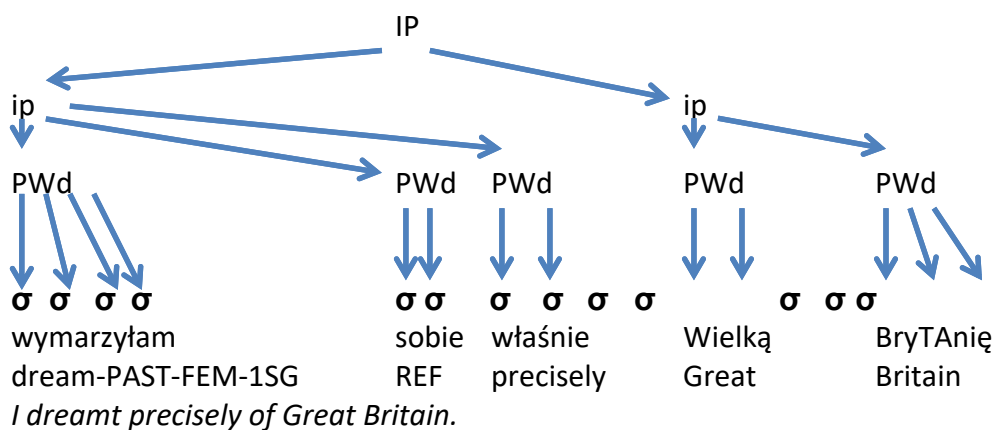 IP
ip ip
PWd PWd PWd PWd PWd
σ σ σ σ σ σ σ σ σ σ σ σ σ
wymarzyłam sobie właśnie Wielką BryTAnię
dream-PAST-FEM-1SG REF precisely Great Britain
I dreamt precisely of Great Britain.